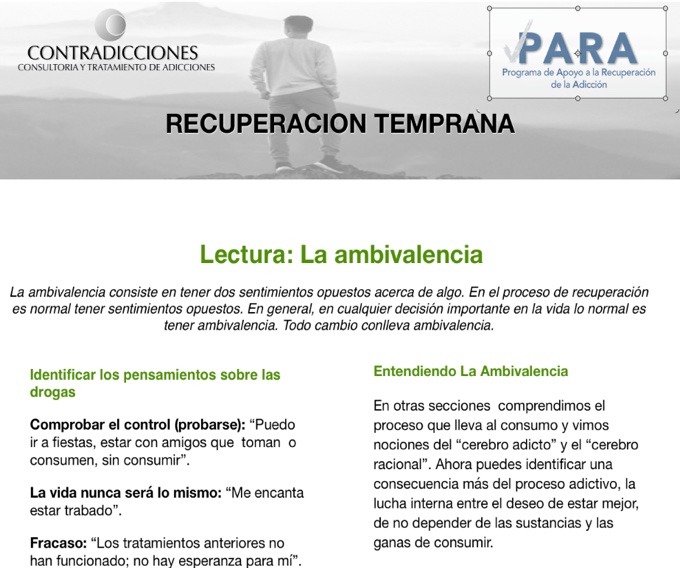 CONTRADICCIONES
CONSULTORIA Y TRATAMIENTO DE ADICCIONES
PARA
Programa de Apoyo a la Recuperación
de la Adicción
RECUPERACION TEMPRANA
Lectura: La ambivalencia
La ambivalencia consiste en tener dos sentimientos opuestos acerca de algo. En el proceso de recuperación
es normal tener sentimientos opuestos. En general, en cualquier decisión importante en la vida lo normal es
tener ambivalencia. Todo cambio conlleva ambivalencia.
Identificar los pensamientos sobre las
drogas
Comprobar el control (probarse): “Puedo
ir a fiestas, estar con amigos que toman o
consumen, sin consumir”.
La vida nunca será lo mismo: “Me encanta
estar trabado”.
Fracaso: “Los tratamientos anteriores no
han funcionado; no hay esperanza para mí”.
Entendiendo La Ambivalencia
En otras secciones comprendimos el
proceso que lleva al consumo y vimos
nociones del “cerebro adicto” y el “cerebro
racional”. Ahora puedes identificar una
consecuencia más del proceso adictivo, la
lucha interna entre el deseo de estar mejor,
de no depender de las sustancias y las
ganas de consumir.